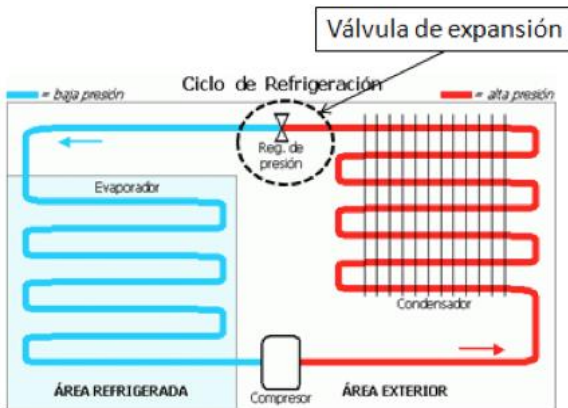 Válvula de expansión
Ciclo de Refrigeración
= baja presión
= alta presión
Reg. de
presión
Evaporador
Condensador
Compresor
ÁREA REFRIGERADA
ÁREA EXTERIOR